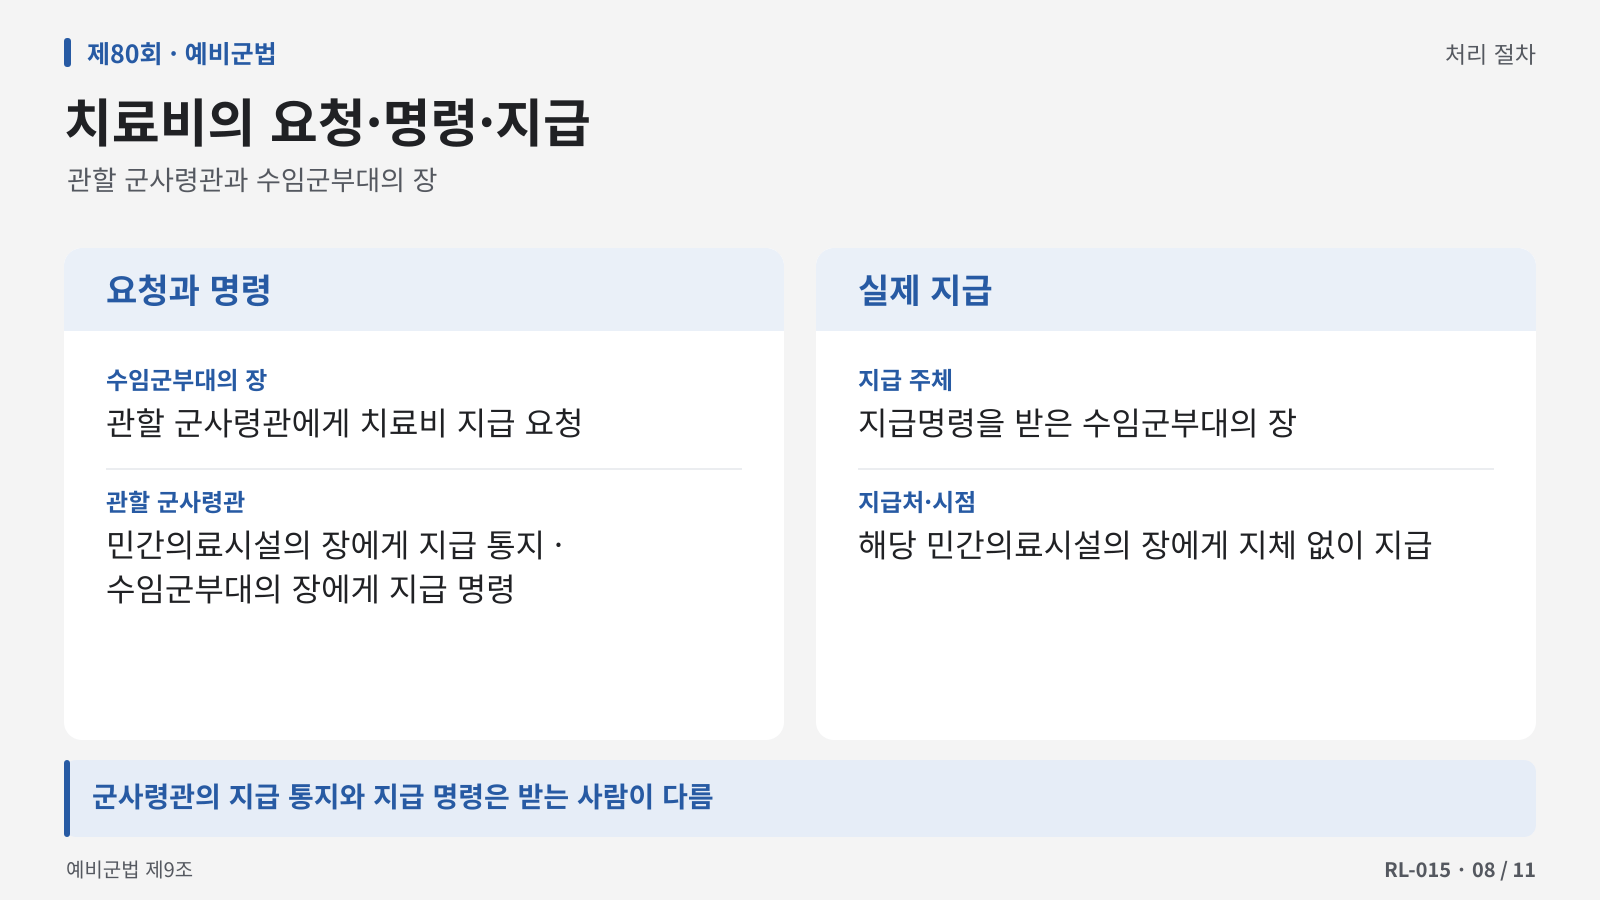 제80회 · 예비군법
처리 절차
치료비의 요청·명령·지급
관할 군사령관과 수임군부대의 장
요청과 명령
수임군부대의 장
관할 군사령관에게 치료비 지급 요청
관할 군사령관
민간의료시설의 장에게 지급 통지 ·
수임군부대의 장에게 지급 명령
실제 지급
지급 주체
지급명령을 받은 수임군부대의 장
지급처·시점
해당 민간의료시설의 장에게 지체 없이 지급
군사령관의 지급 통지와 지급 명령은 받는 사람이 다름
예비군법 제9조
RL-015 · 08 / 11